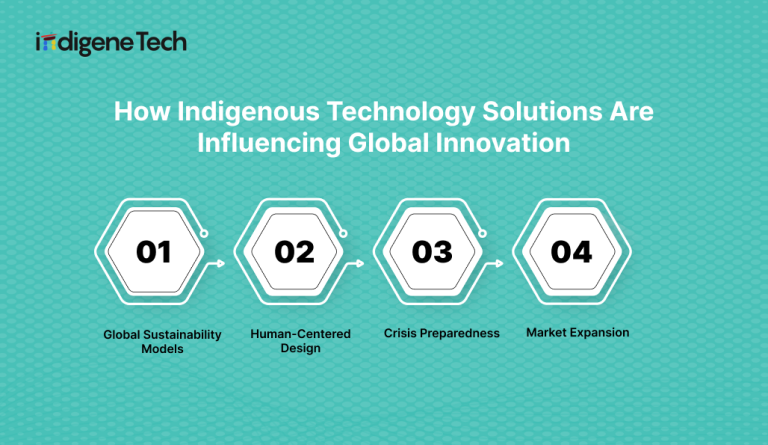 indigeneTech
How Indigenous Technology Solutions Are
Influencing Global Innovation
01
02
03
04
Global Sustainability
Models
Human-Centered
Design
Crisis Preparedness
Market Expansion